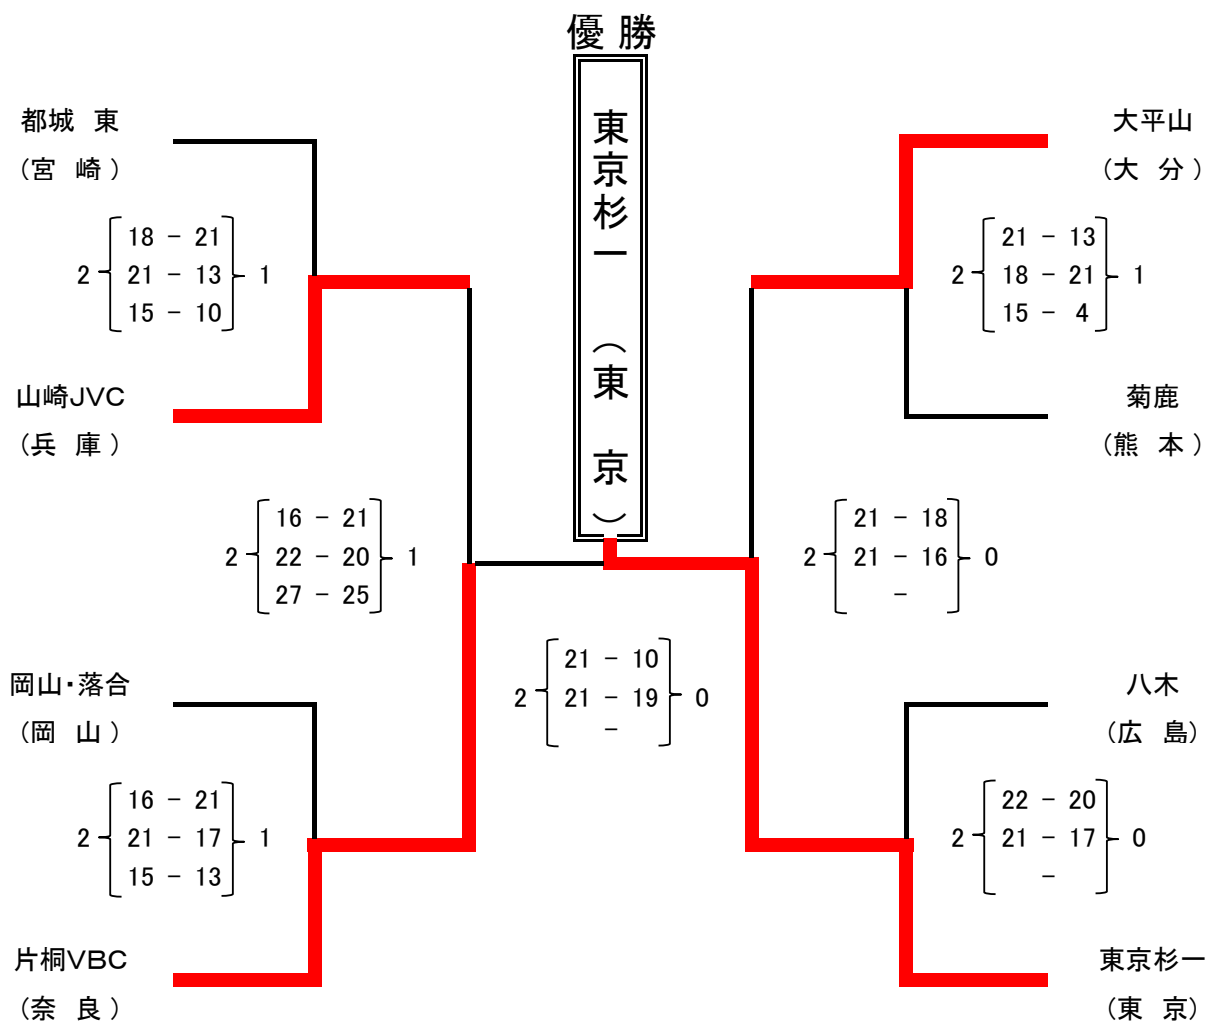 優 勝
東京杉一 (東 京)
都城 東
(宮 崎)
18 - 21
2 21 - 13 1
15 - 10
山崎JVC
(兵 庫)
16 - 21
2 22 - 20 1
27 - 25
岡山・落合
(岡 山)
16 - 21
2 21 - 17 1
15 - 13
片桐VBC
(奈 良)
21 - 10
2 21 - 19 0
-
大平山
(大 分)
21 - 13
2 18 - 21 1
15 - 4
菊鹿
(熊 本)
21 - 18
2 21 - 16 0
-
八木
(広 島)
22 - 20
2 21 - 17 0
-
東京杉一
(東 京)